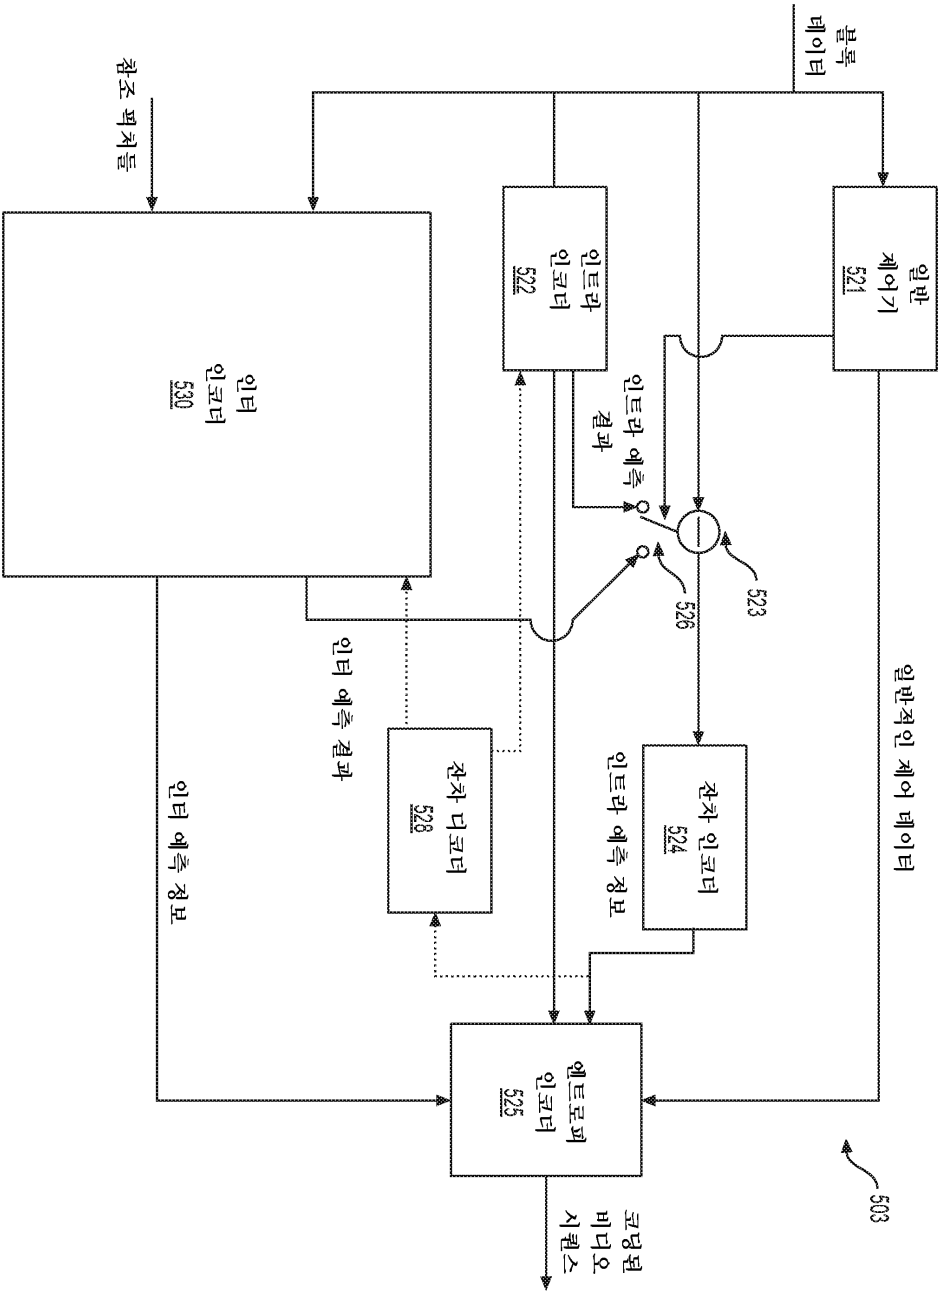 블록
데이터
일반
제어기
521
일반적인 제어 데이터
503
523
526
인트라
인코더
522
인트라 예측
결과
잔차 인코더
524
인트라 예측 정보
코딩된
비디오
시퀀스
엔트로피
인코더
525
잔차 디코더
528
인터 예측 결과
참조 픽처들
인터
인코더
530
인터 예측 정보